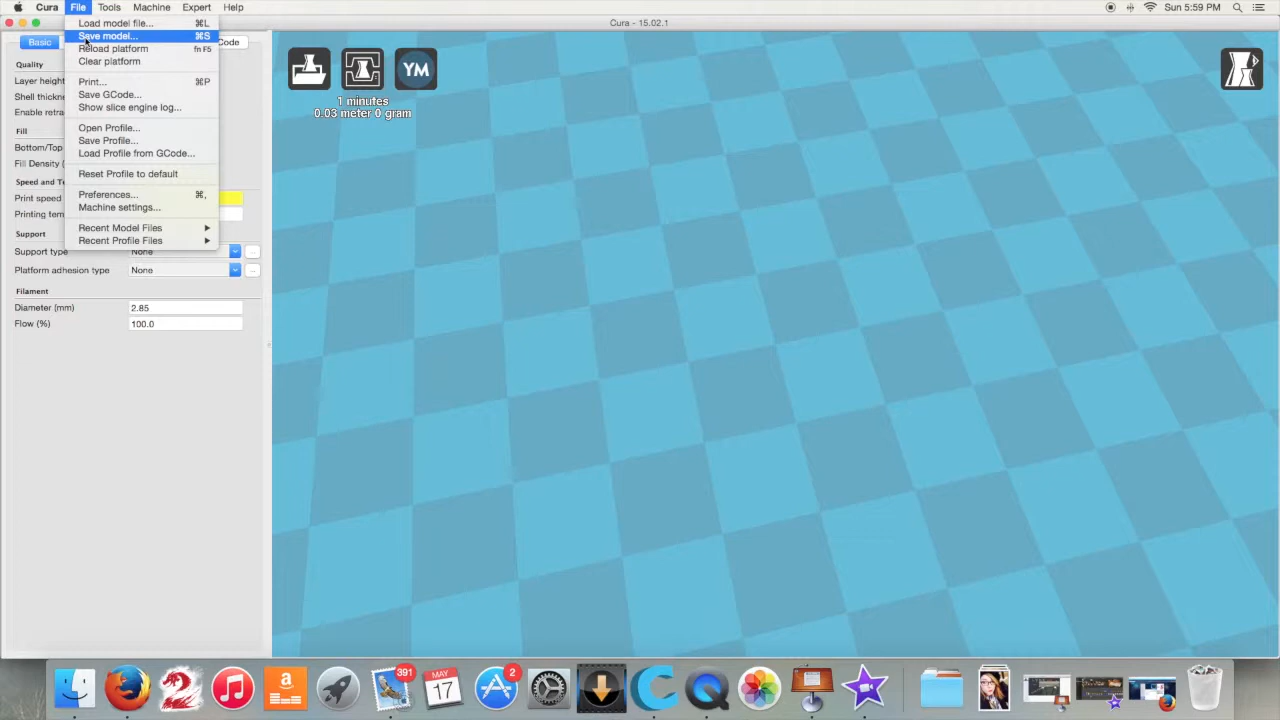 Cura File Tools Machine Expert Help Sun 5:59 PM
Cura - 15.02.1
Load model file... ⌘L
Save model... ⌘S
Reload platform fn F5
Clear platform
Print... ⌘P
Save GCode...
Show slice engine log...
Open Profile...
Save Profile...
Load Profile from GCode...
Reset Profile to default
Preferences... ⌘,
Machine settings...
Recent Model Files
Recent Profile Files
Basic
Code
Quality
Layer height
Shell thickn
Enable retra
Fill
Bottom/Top
Fill Density (
Speed and Te
Print speed
Printing tem
Support
Support type None
Platform adhesion type None
Filament
Diameter (mm) 2.85
Flow (%) 100.0
YM
1 minutes
0.03 meter 0 gram
391
MAY
17
2
a